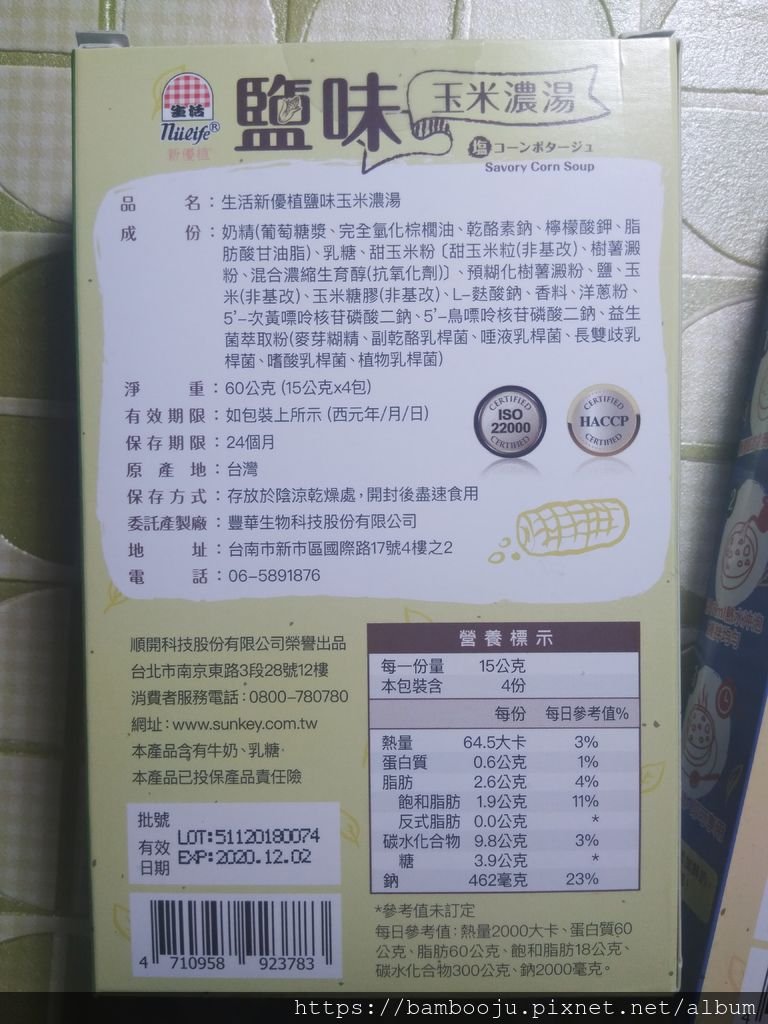 生活
Niilife®
新優植
鹽味
玉米濃湯
塩コーンポタージュ
Savory Corn Soup
品名：生活新優植鹽味玉米濃湯
成份：奶精(葡萄糖漿、完全氫化棕櫚油、乾酪素鈉、檸檬酸鉀、脂
肪酸甘油脂)、乳糖、甜玉米粉〔甜玉米粒(非基改)、樹薯澱
粉、混合濃縮生育醇(抗氧化劑)〕、預糊化樹薯澱粉、鹽、玉
米(非基改)、玉米糖膠(非基改)、L-麩酸鈉、香料、洋蔥粉、
5'-次黃嘌呤核苷磷酸二鈉、5'-鳥嘌呤核苷磷酸二鈉、益生
菌萃取粉(麥芽糊精、副乾酪乳桿菌、唾液乳桿菌、長雙歧乳
桿菌、嗜酸乳桿菌、植物乳桿菌)
淨重：60公克 (15公克x4包)
有效期限：如包裝上所示 (西元年/月/日)
保存期限：24個月
原產地：台灣
保存方式：存放於陰涼乾燥處，開封後盡速食用
委託產製廠：豐華生物科技股份有限公司
地址：台南市新市區國際路17號4樓之2
電話：06-5891876
CERTIFIED
ISO
22000
CERTIFIED
CERTIFIED
HACCP
CERTIFIED
順開科技股份有限公司榮譽出品
台北市南京東路3段28號12樓
消費者服務電話：0800-780780
網址：www.sunkey.com.tw
本產品含有牛奶、乳糖
本產品已投保產品責任險
批號 LOT:51120180074
有效日期 EXP:2020.12.02
4 710958 923783
營養標示
每一份量 15公克
本包裝含 4份
每份 每日參考值%
熱量 64.5大卡 3%
蛋白質 0.6公克 1%
脂肪 2.6公克 4%
飽和脂肪 1.9公克 11%
反式脂肪 0.0公克 *
碳水化合物 9.8公克 3%
糖 3.9公克 *
鈉 462毫克 23%
*參考值未訂定
每日參考值：熱量2000大卡、蛋白質60
公克、脂肪60公克、飽和脂肪18公克、
碳水化合物300公克、鈉2000毫克。
https://bambooju.pixnet.net/album